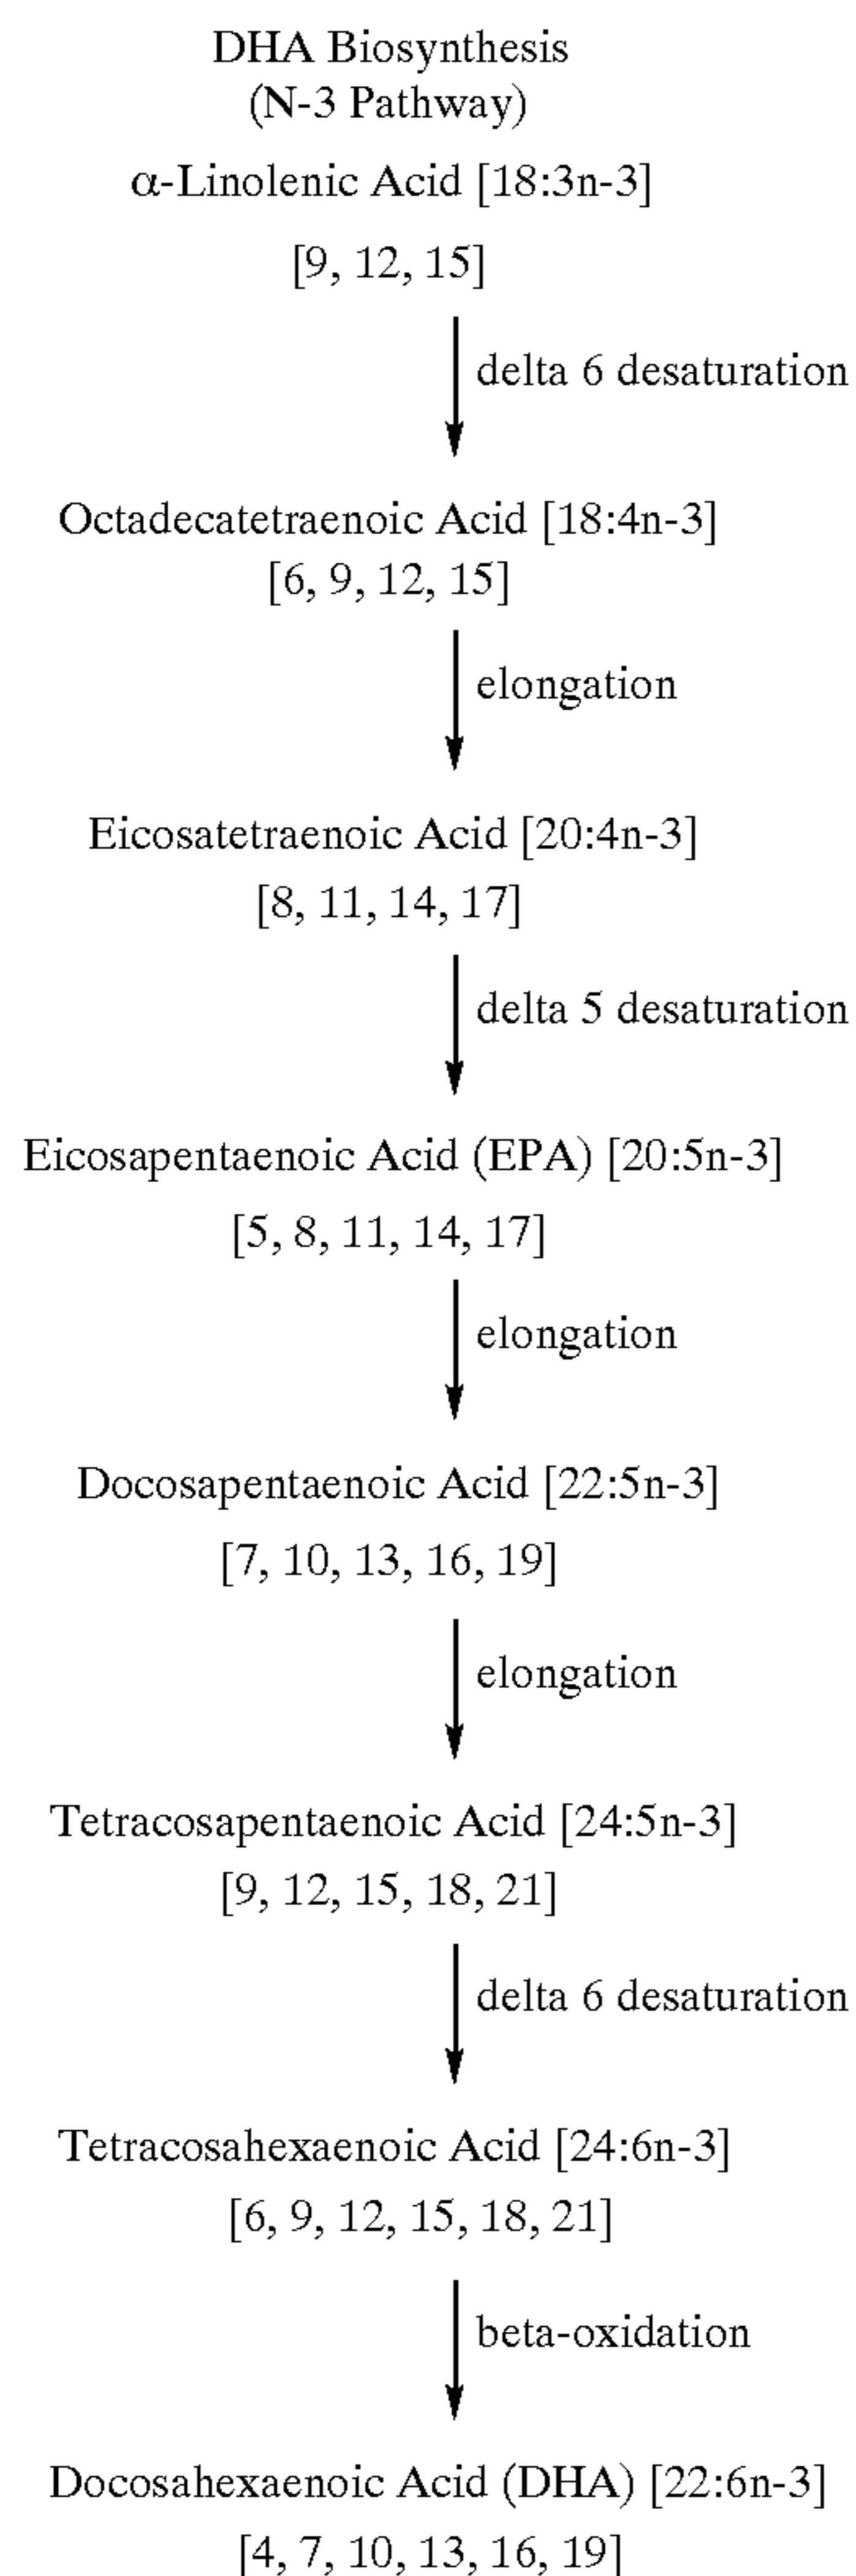 DHA Biosynthesis
(N-3 Pathway)
α-Linolenic Acid [18:3n-3]
[9, 12, 15]
delta 6 desaturation
Octadecatetraenoic Acid [18:4n-3]
[6, 9, 12, 15]
elongation
Eicosatetraenoic Acid [20:4n-3]
[8, 11, 14, 17]
delta 5 desaturation
Eicosapentaenoic Acid (EPA) [20:5n-3]
[5, 8, 11, 14, 17]
elongation
Docosapentaenoic Acid [22:5n-3]
[7, 10, 13, 16, 19]
elongation
Tetracosapentaenoic Acid [24:5n-3]
[9, 12, 15, 18, 21]
delta 6 desaturation
Tetracosahexaenoic Acid [24:6n-3]
[6, 9, 12, 15, 18, 21]
beta-oxidation
Docosahexaenoic Acid (DHA) [22:6n-3]
[4, 7, 10, 13, 16, 19]